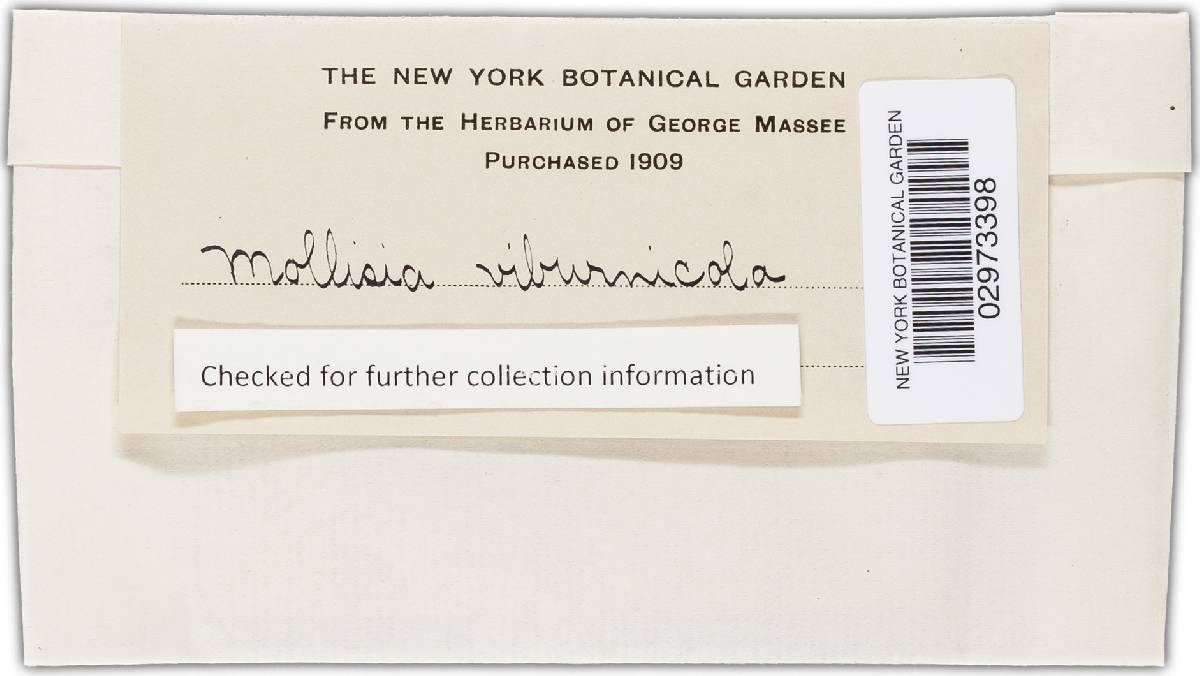 THE NEW YORK BOTANICAL GARDEN
FROM THE HERBARIUM OF GEORGE MASSEE
PURCHASED 1909
Mollisia viburnicola
Checked for further collection information
NEW YORK BOTANICAL GARDEN
02973398